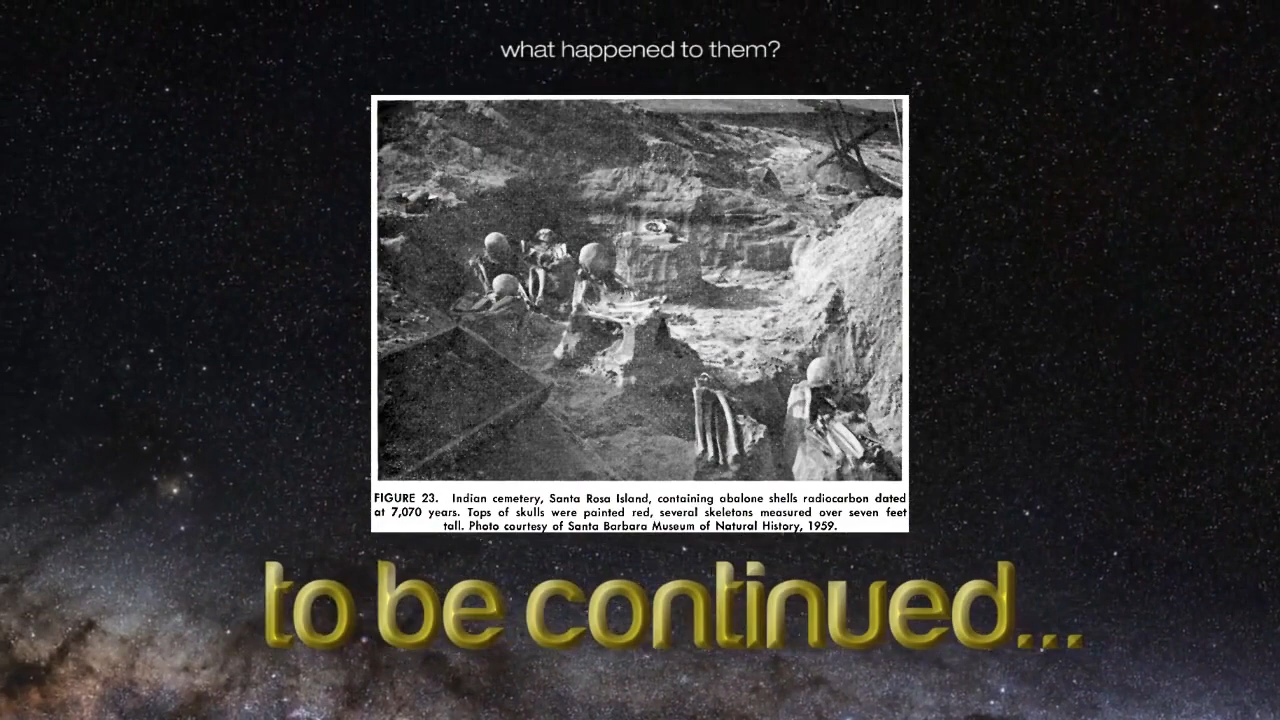 what happened to them?
FIGURE 23. Indian cemetery, Santa Rosa Island, containing abalone shells radiocarbon dated
at 7,070 years. Tops of skulls were painted red, several skeletons measured over seven feet
tall. Photo courtesy of Santa Barbara Museum of Natural History, 1959.
to be continued...